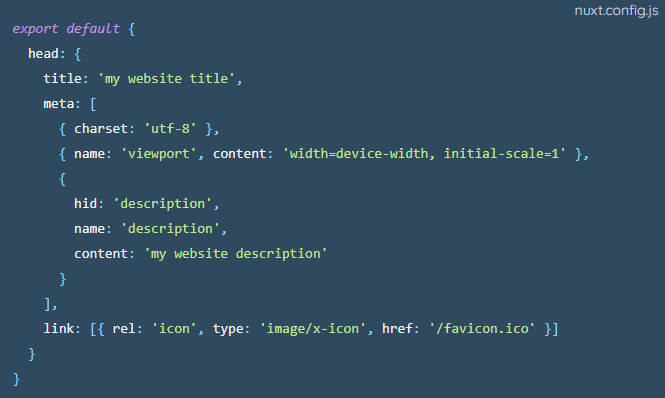 nuxt.config.js
export default {
  head: {
    title: 'my website title',
    meta: [
      { charset: 'utf-8' },
      { name: 'viewport', content: 'width=device-width, initial-scale=1' },
      {
        hid: 'description',
        name: 'description',
        content: 'my website description'
      }
    ],
    link: [{ rel: 'icon', type: 'image/x-icon', href: '/favicon.ico' }]
  }
}